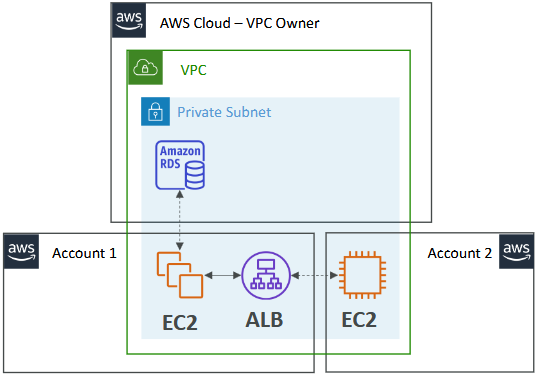 aws
AWS Cloud – VPC Owner
VPC
Private Subnet
Amazon
RDS
aws
Account 1
Account 2
aws
EC2
ALB
EC2